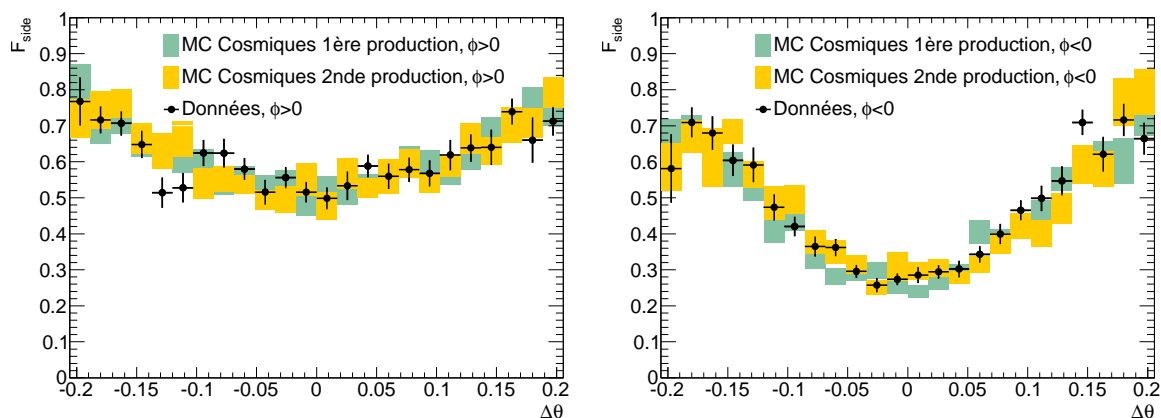 F_side
1
0.9
0.8
0.7
0.6
0.5
0.4
0.3
0.2
0.1
0
MC Cosmiques 1ère production, ϕ>0
MC Cosmiques 2nde production, ϕ>0
Données, ϕ>0
-0.2 -0.15 -0.1 -0.05 0 0.05 0.1 0.15 0.2
Δθ
F_side
1
0.9
0.8
0.7
0.6
0.5
0.4
0.3
0.2
0.1
0
MC Cosmiques 1ère production, ϕ<0
MC Cosmiques 2nde production, ϕ<0
Données, ϕ<0
-0.2 -0.15 -0.1 -0.05 0 0.05 0.1 0.15 0.2
Δθ